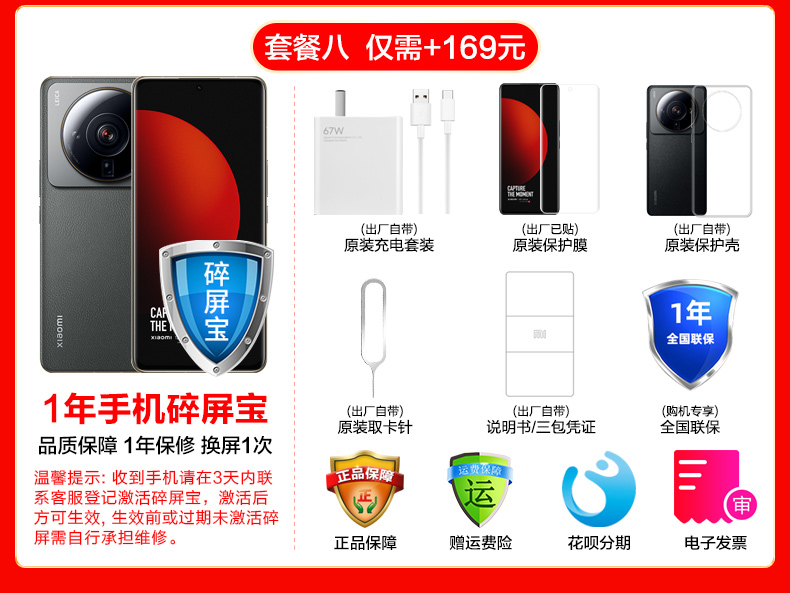 套餐八 仅需+169元
LEICA
xiaomi
CAP
THE
xiaomi
碎
屏
宝
1年手机碎屏宝
品质保障 1年保修 换屏1次
温馨提示: 收到手机请在3天内联
系客服登记激活碎屏宝，激活后
方可生效, 生效前或过期未激活碎
屏需自行承担维修。
67W
(出厂自带)
原装充电套装
CAPTURE
THE MOMENT
xiaomi
(出厂已贴)
原装保护膜
(出厂自带)
原装保护壳
(出厂自带)
原装取卡针
(出厂自带)
说明书/三包凭证
1年
全国联保
(购机专享)
全国联保
正品保障
正
正品保障
运费保障
运
赠运费险
花呗分期
审
电子发票